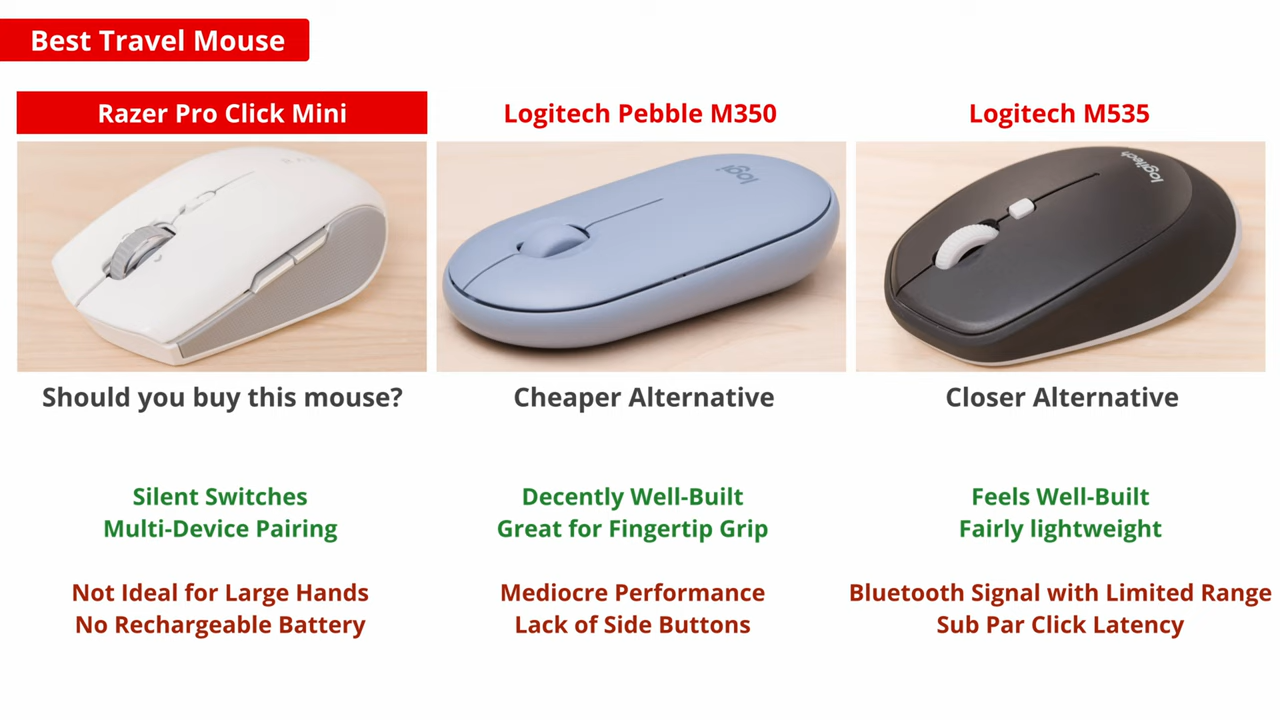 Best Travel Mouse
Razer Pro Click Mini
Logitech Pebble M350
Logitech M535
logi
logitech
Should you buy this mouse?
Cheaper Alternative
Closer Alternative
Silent Switches
Multi-Device Pairing
Decently Well-Built
Great for Fingertip Grip
Feels Well-Built
Fairly lightweight
Not Ideal for Large Hands
No Rechargeable Battery
Mediocre Performance
Lack of Side Buttons
Bluetooth Signal with Limited Range
Sub Par Click Latency